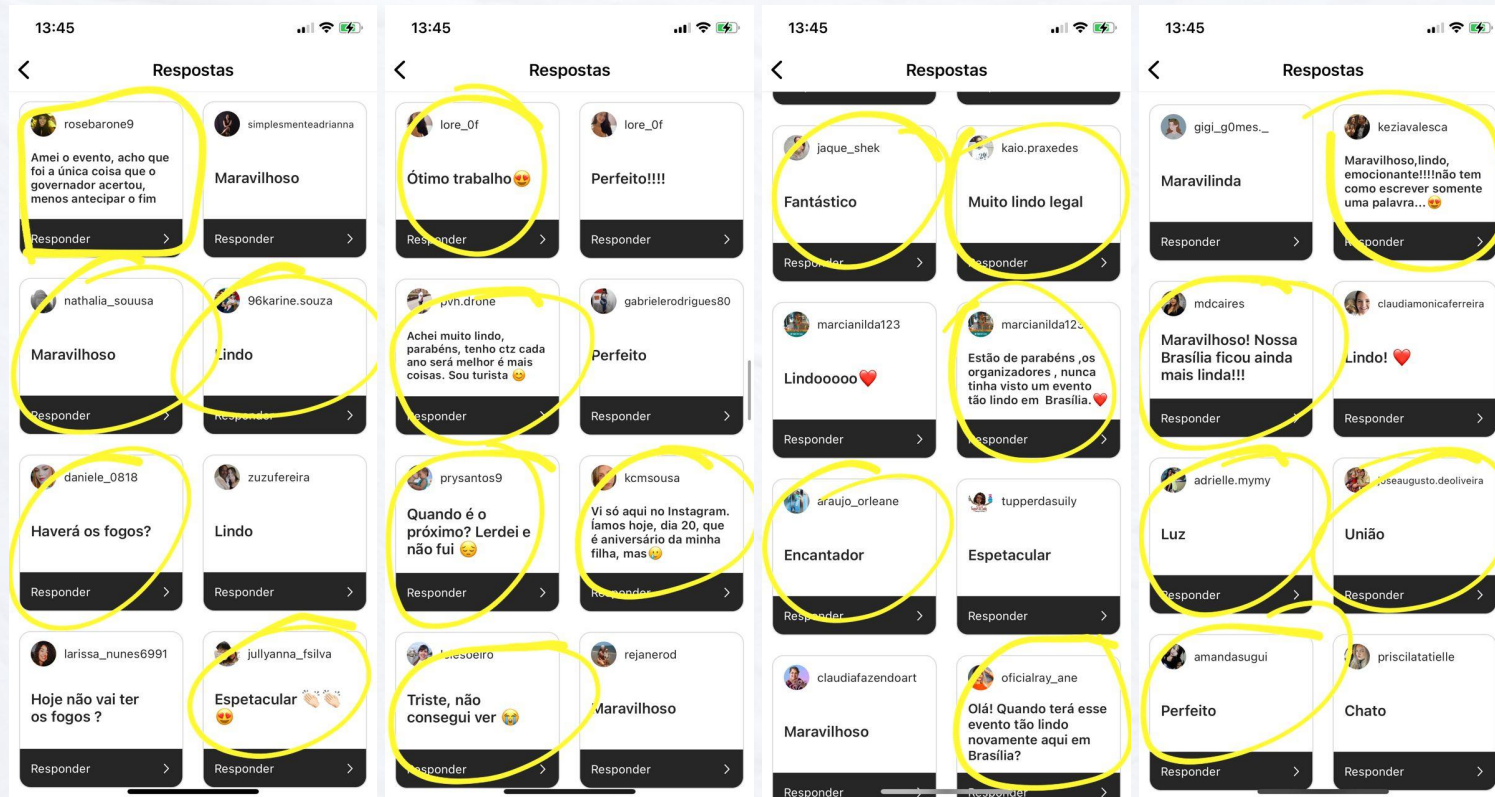 13:45
Respostas
rosebarone9
Amei o evento, acho que
foi a única coisa que o
governador acertou,
menos antecipar o fim
Responder
simplesmenteadrianna
Maravilhoso
Responder
nathalia_souusa
Maravilhoso
Responder
96karine.souza
Lindo
Responder
daniele_0818
Haverá os fogos?
Responder
zuzufereira
Lindo
Responder
larissa_nunes6991
Hoje não vai ter
os fogos ?
Responder
jullyanna_fsilva
Espetacular 👏🏻👏🏻
😍
Responder
13:45
Respostas
lore_0f
Ótimo trabalho😍
Responder
lore_0f
Perfeito!!!!
Responder
pvh.drone
Achei muito lindo,
parabéns, tenho ctz cada
ano será melhor é mais
coisas. Sou turista 😊
Responder
gabrielerodrigues80
Perfeito
Responder
prysantos9
Quando é o
próximo? Lerdei e
não fui 😔
Responder
kcmsousa
Vi só aqui no Instagram.
Íamos hoje, dia 20, que
é aniversário da minha
filha, mas🥲
Responder
Triste, não
consegui ver 😭
Responder
rejanerod
Maravilhoso
Responder
13:45
Respostas
jaque_shek
Fantástico
Responder
kaio.praxedes
Muito lindo legal
Responder
marcianilda123
Lindooooo❤️
Responder
marcianilda123
Estão de parabéns ,os
organizadores , nunca
tinha visto um evento
tão lindo em Brasília.❤️
Responder
araujo_orleane
Encantador
Responder
tupperdasuily
Espetacular
Responder
claudiafazendoart
Maravilhoso
Responder
oficialray_ane
Olá! Quando terá esse
evento tão lindo
novamente aqui em
Brasília?
Responder
13:45
Respostas
gigi_g0mes._
Maravilinda
Responder
keziavalesca
Maravilhoso,lindo,
emocionante!!!!não tem
como escrever somente
uma palavra...😍
Responder
mdcaires
Maravilhoso! Nossa
Brasília ficou ainda
mais linda!!!
Responder
claudiamonicaferreira
Lindo! ❤️
Responder
adrielle.mymy
Luz
Responder
joseaugusto.deoliveira
União
Responder
amandasugui
Perfeito
Responder
priscilatatielle
Chato
Responder